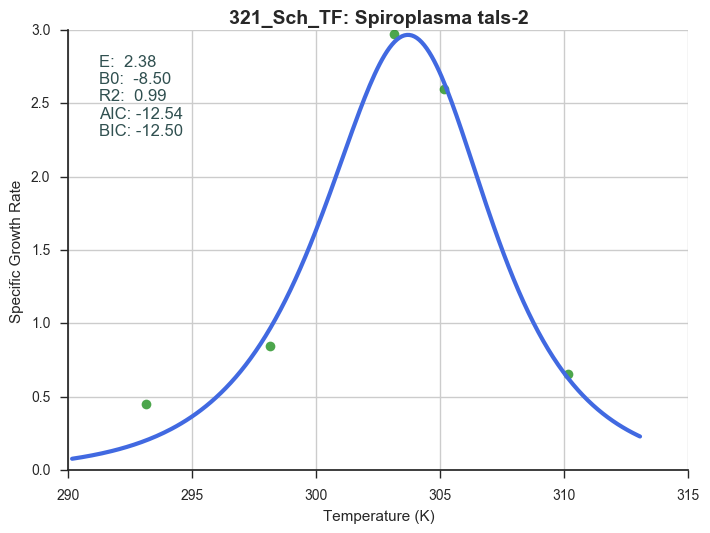 321_Sch_TF: Spiroplasma tals-2
E:  2.38
B0:  -8.50
R2:  0.99
AIC: -12.54
BIC: -12.50
Specific Growth Rate
3.0
2.5
2.0
1.5
1.0
0.5
0.0
290 295 300 305 310 315
Temperature (K)